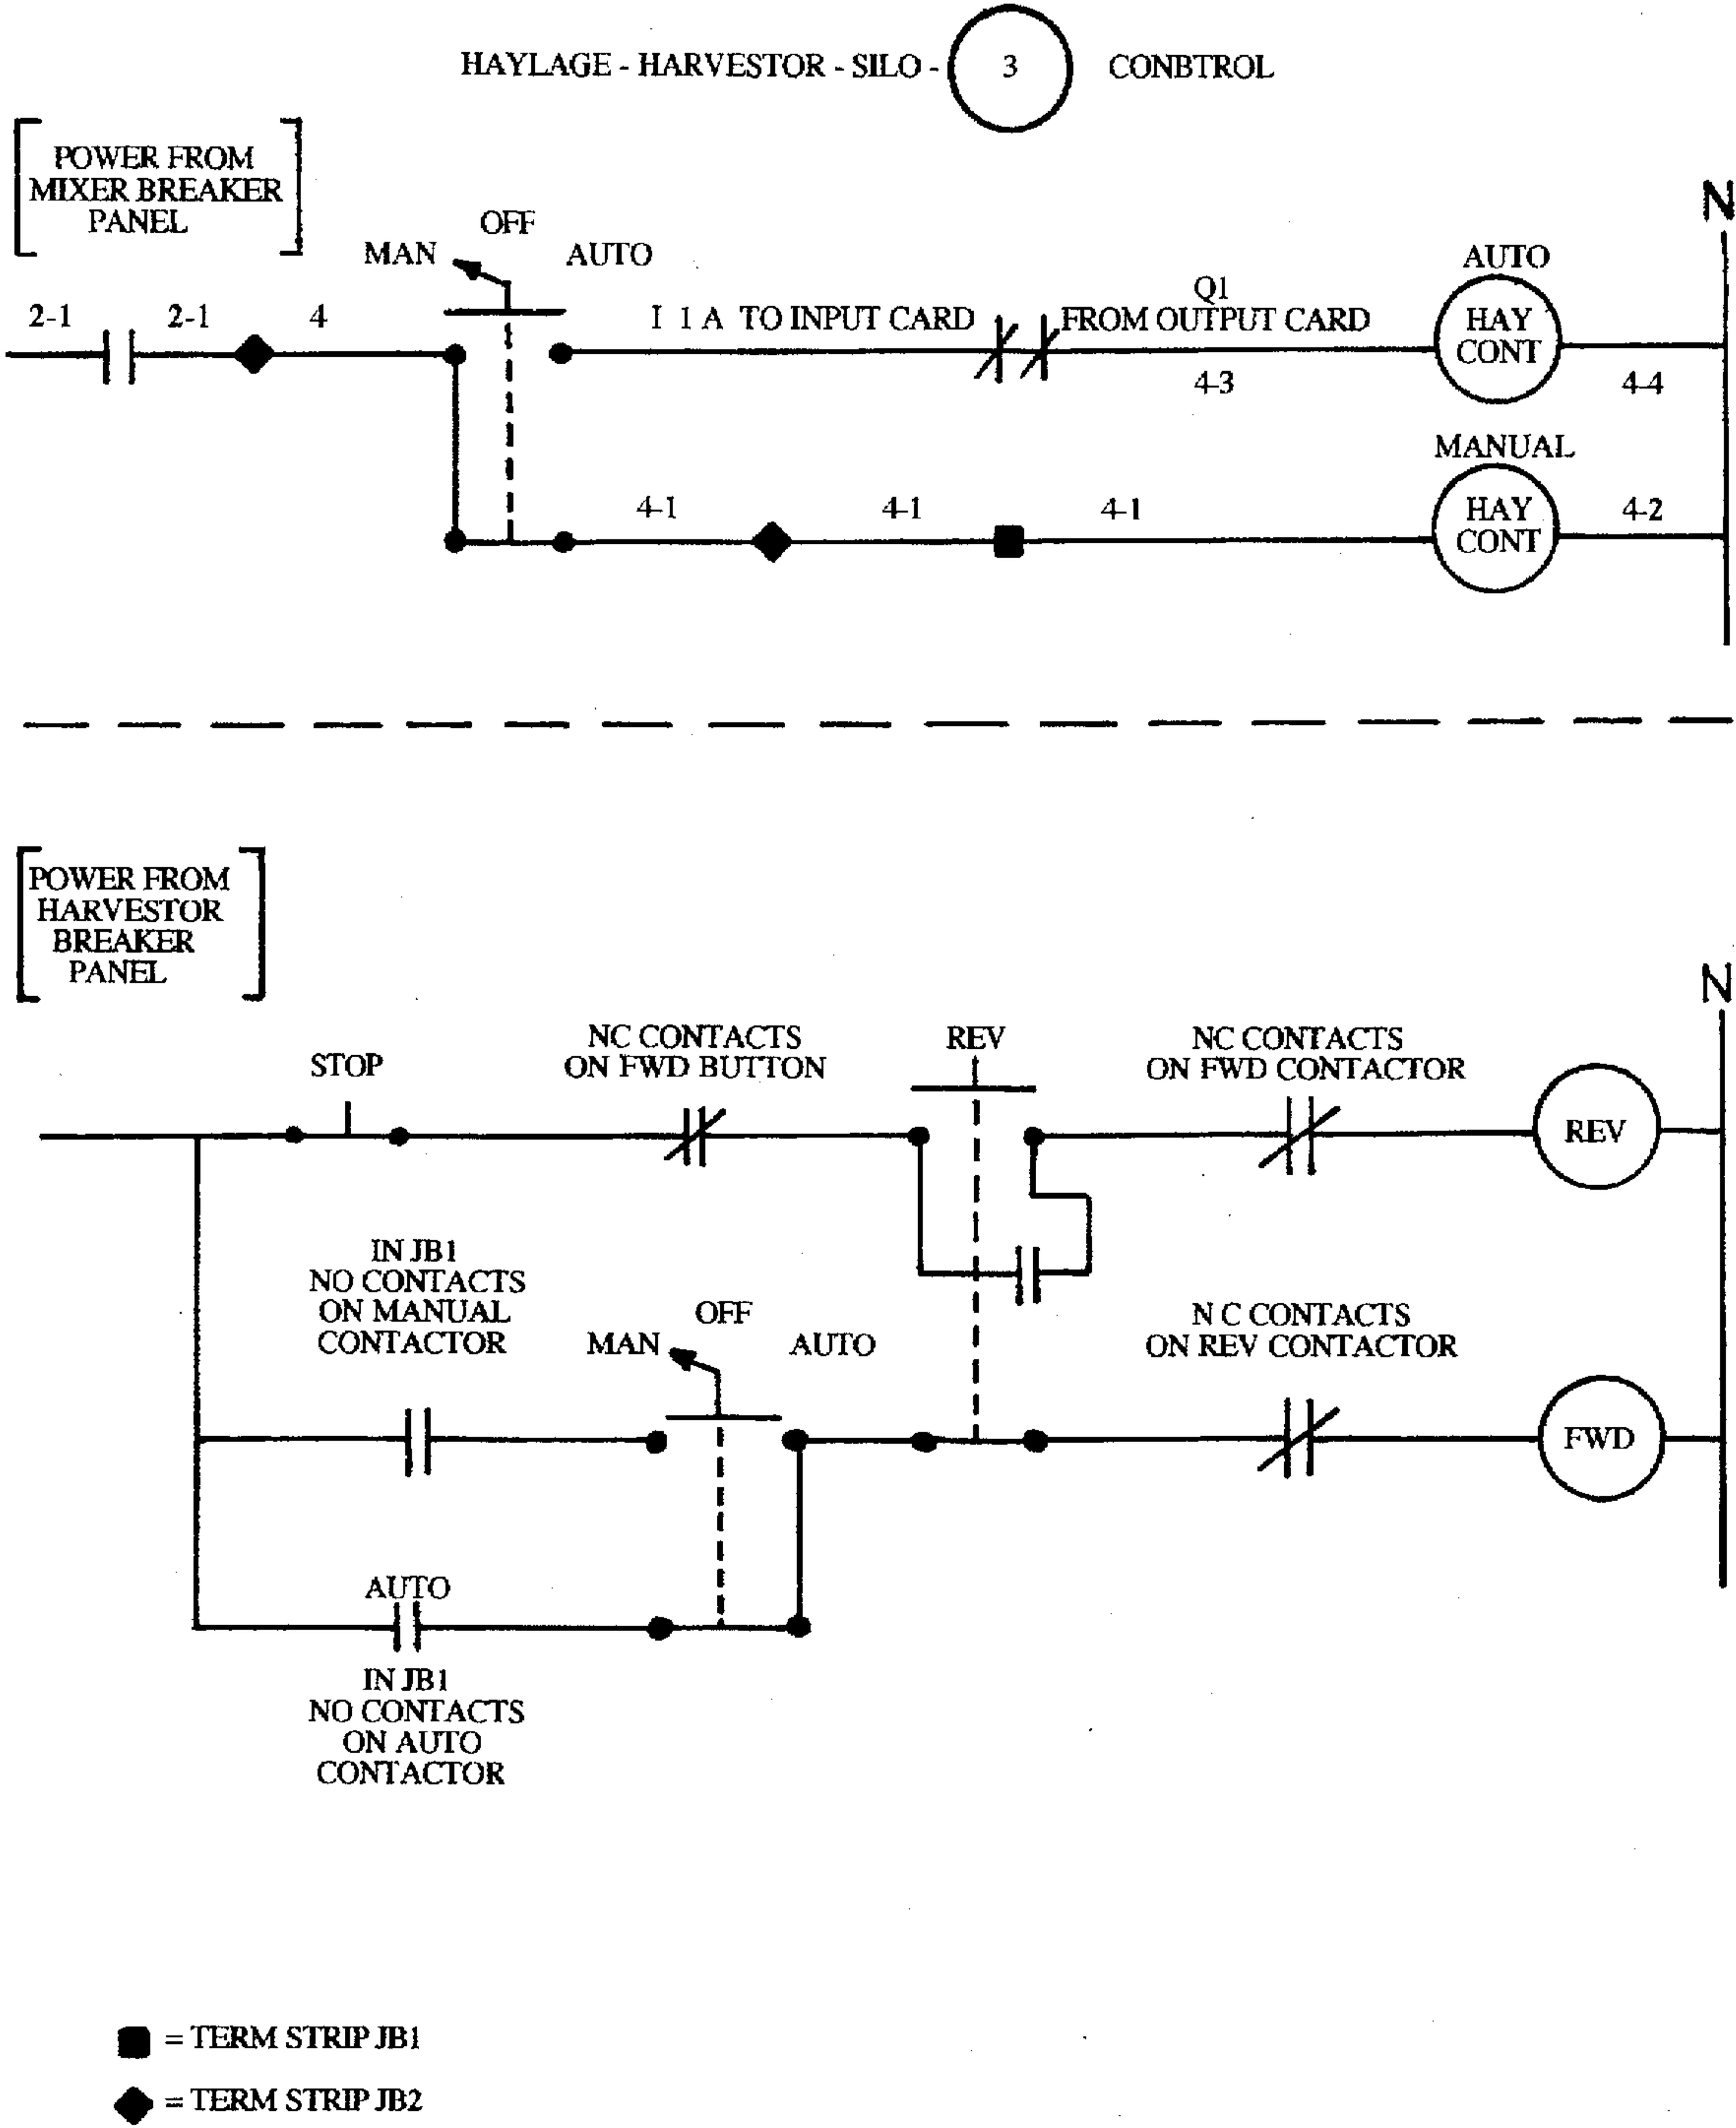 HAYLAGE - HARVESTOR - SILO - 3 CONBTROL
POWER FROM
MIXER BREAKER
PANEL
N
OFF
MAN
AUTO
AUTO
2-1
2-1
4
I 1 A TO INPUT CARD
Q1
FROM OUTPUT CARD
HAY
CONT
4-3
4-4
MANUAL
4-1
4-1
4-1
HAY
CONT
4-2
POWER FROM
HARVESTOR
BREAKER
PANEL
N
STOP
NC CONTACTS
ON FWD BUTTON
REV
NC CONTACTS
ON FWD CONTACTOR
REV
IN JB1
NO CONTACTS
ON MANUAL
CONTACTOR
OFF
MAN
AUTO
N C CONTACTS
ON REV CONTACTOR
FWD
AUTO
IN JB1
NO CONTACTS
ON AUTO
CONTACTOR
= TERM STRIP JB1
= TERM STRIP JB2